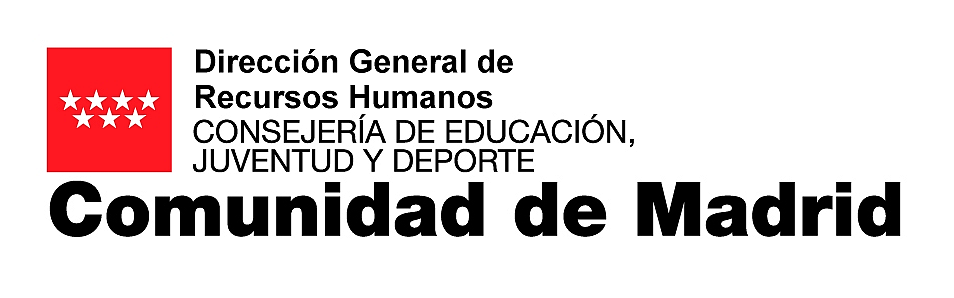 Dirección General de
Recursos Humanos
CONSEJERÍA DE EDUCACIÓN,
JUVENTUD Y DEPORTE
Comunidad de Madrid